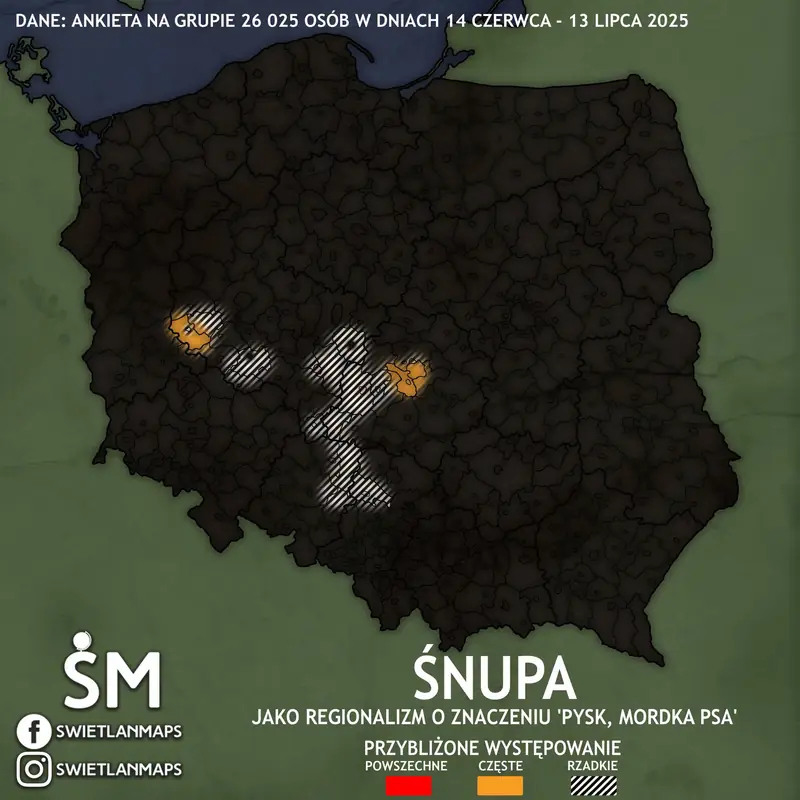 DANE: ANKIETA NA GRUPIE 26 025 OSÓB W DNIACH 14 CZERWCA - 13 LIPCA 2025
ŚM
SWIETLANMAPS
SWIETLANMAPS
ŚNUPA
JAKO REGIONALIZM O ZNACZENIU 'PYSK, MORDKA PSA'
PRZYBLIŻONE WYSTĘPOWANIE
POWSZECHNE CZĘSTE RZADKIE